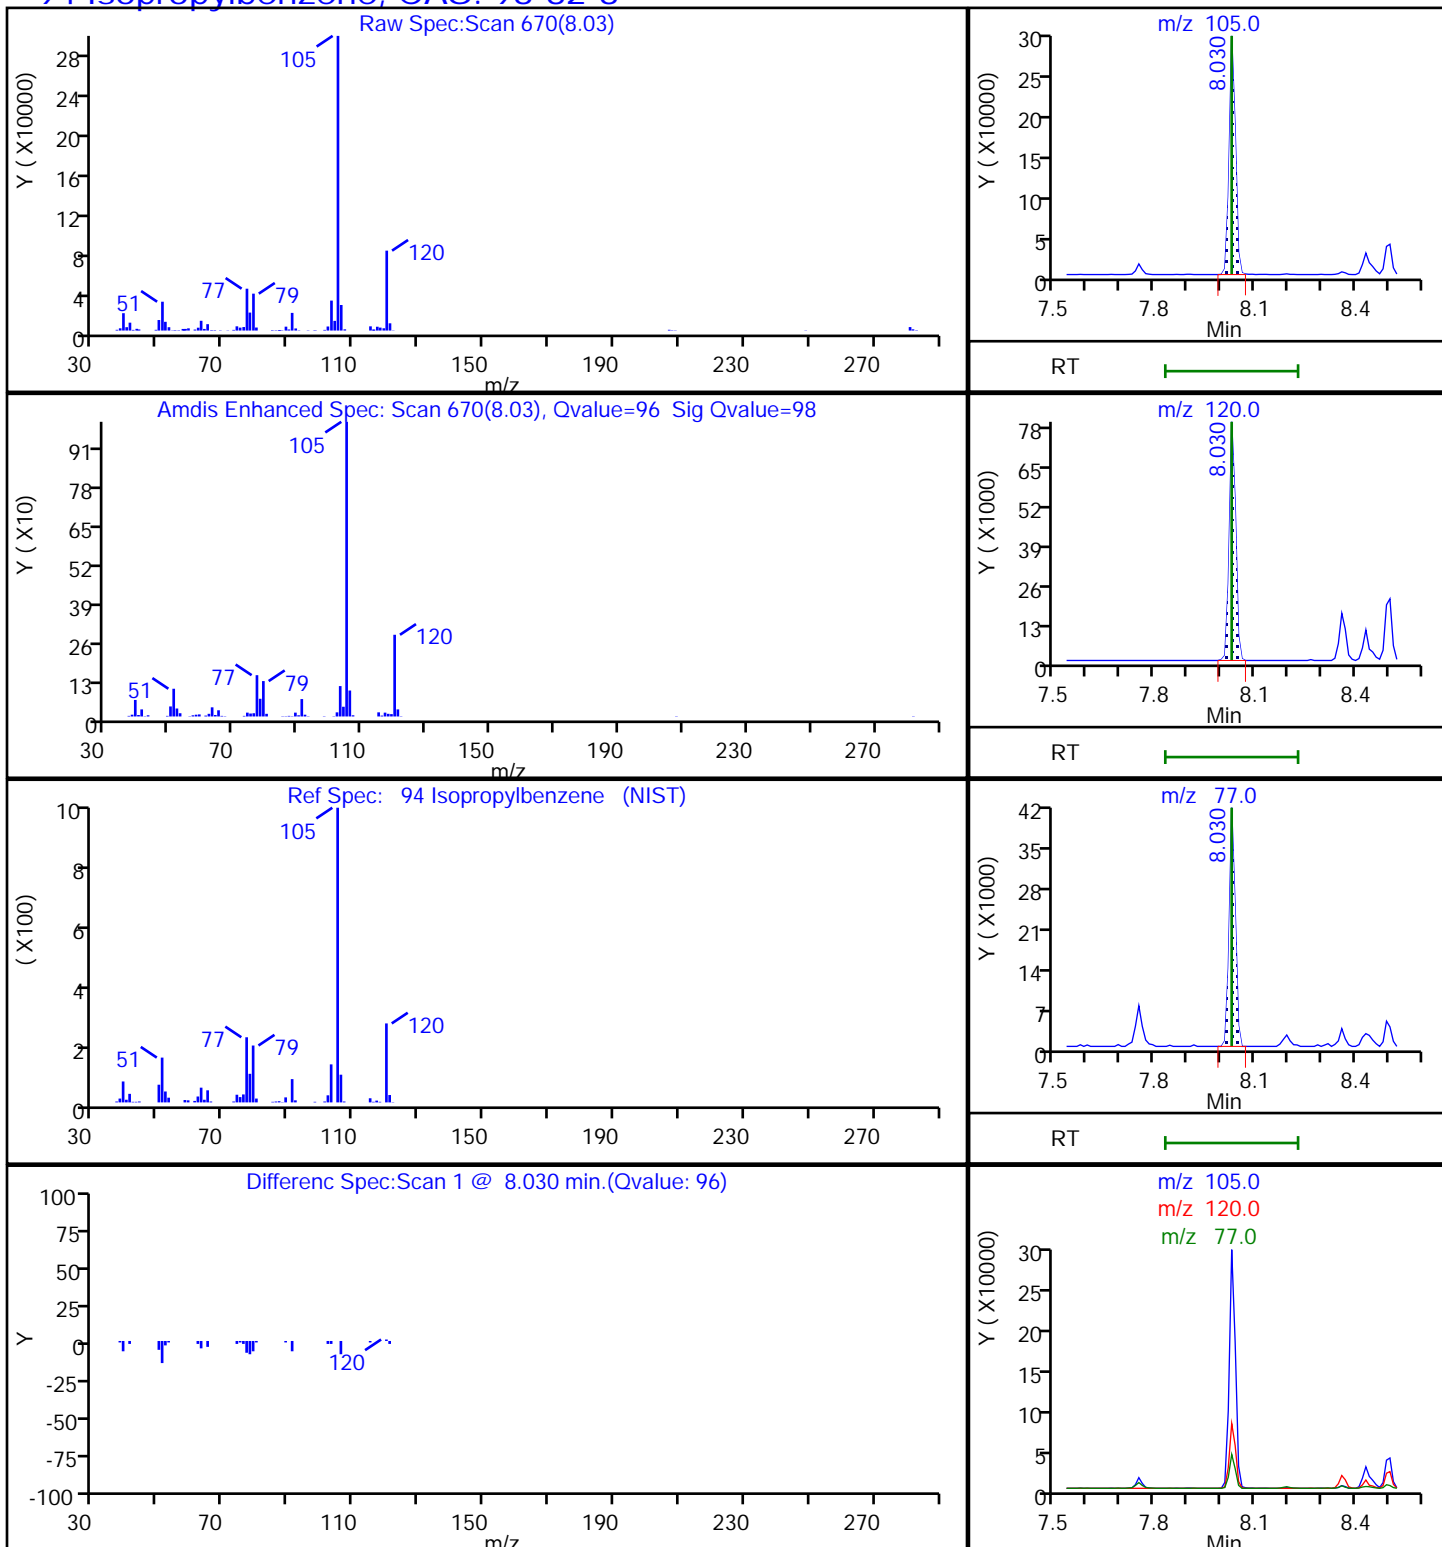 94 Isopropylbenzene, CAS: 98-82-8
Raw Spec:Scan 670(8.03)
Y ( X10000)
28
24
20
16
12
8
4
0
105
120
77
79
51
30 70 110 150 190 230 270
m/z
m/z 105.0
Y ( X10000)
30
25
20
15
10
5
0
8.030
7.5 7.8 8.1 8.4
Min
RT
Amdis Enhanced Spec: Scan 670(8.03), Qvalue=96 Sig Qvalue=98
Y ( X10)
91
78
65
52
39
26
13
0
105
120
77
79
51
30 70 110 150 190 230 270
m/z
m/z 120.0
Y ( X1000)
78
65
52
39
26
13
0
8.030
7.5 7.8 8.1 8.4
Min
RT
Ref Spec: 94 Isopropylbenzene (NIST)
( X100)
10
8
6
4
2
0
105
120
77
79
51
30 70 110 150 190 230 270
m/z 77.0
Y ( X1000)
42
35
28
21
14
7
0
8.030
7.5 7.8 8.1 8.4
Min
RT
Differenc Spec:Scan 1 @ 8.030 min.(Qvalue: 96)
Y
100
75
50
25
0
-25
-50
-75
-100
120
30 70 110 150 190 230 270
m/z
m/z 105.0
m/z 120.0
m/z 77.0
Y ( X10000)
30
25
20
15
10
5
0
7.5 7.8 8.1 8.4
Min